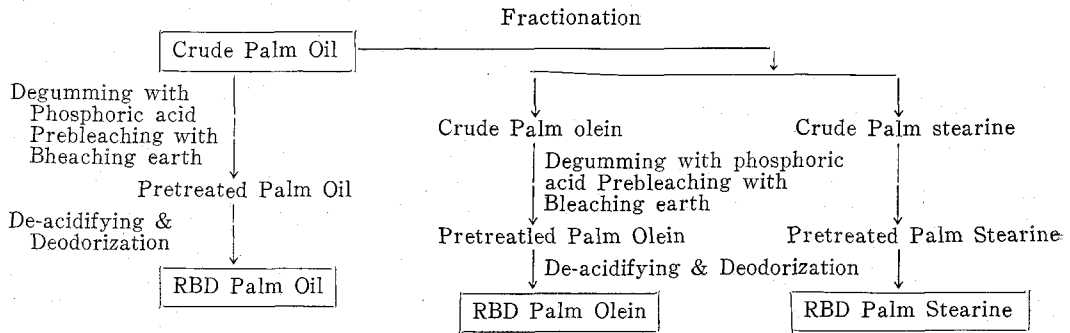 Fractionation
Crude Palm Oil
Degumming with
Phosphoric acid
Prebleaching with
Bheaching earth
Pretreated Palm Oil
De-acidifying &
Deodorization
RBD Palm Oil
Crude Palm olein
Crude Palm stearine
Degumming with phosphoric
acid Prebleaching with
Bleaching earth
Pretreatled Palm Olein
Pretreated Palm Stearine
De-acidifying & Deodorization
RBD Palm Olein
RBD Palm Stearine